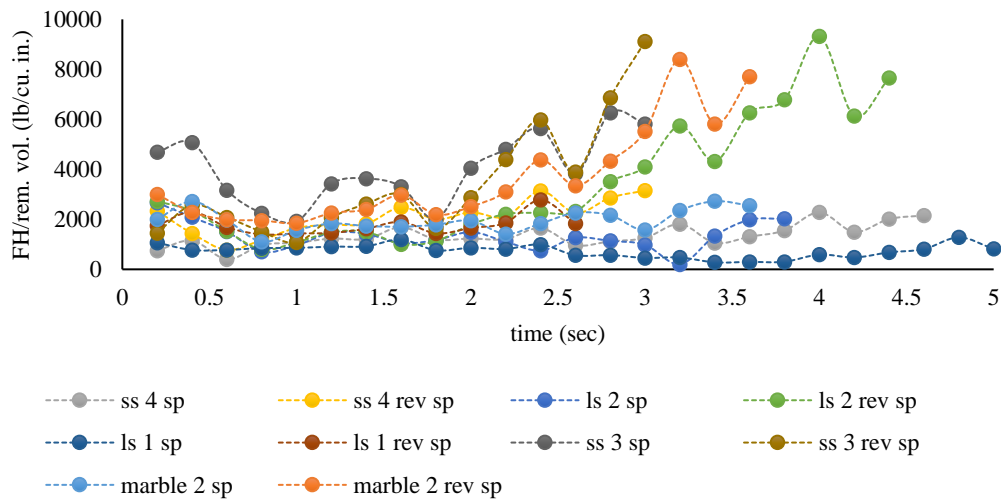 FH/rem. vol. (lb/cu. in.)
10000
8000
6000
4000
2000
0
0 0.5 1 1.5 2 2.5 3 3.5 4 4.5 5
time (sec)
ss 4 sp ss 4 rev sp ls 2 sp ls 2 rev sp
ls 1 sp ls 1 rev sp ss 3 sp ss 3 rev sp
marble 2 sp marble 2 rev sp